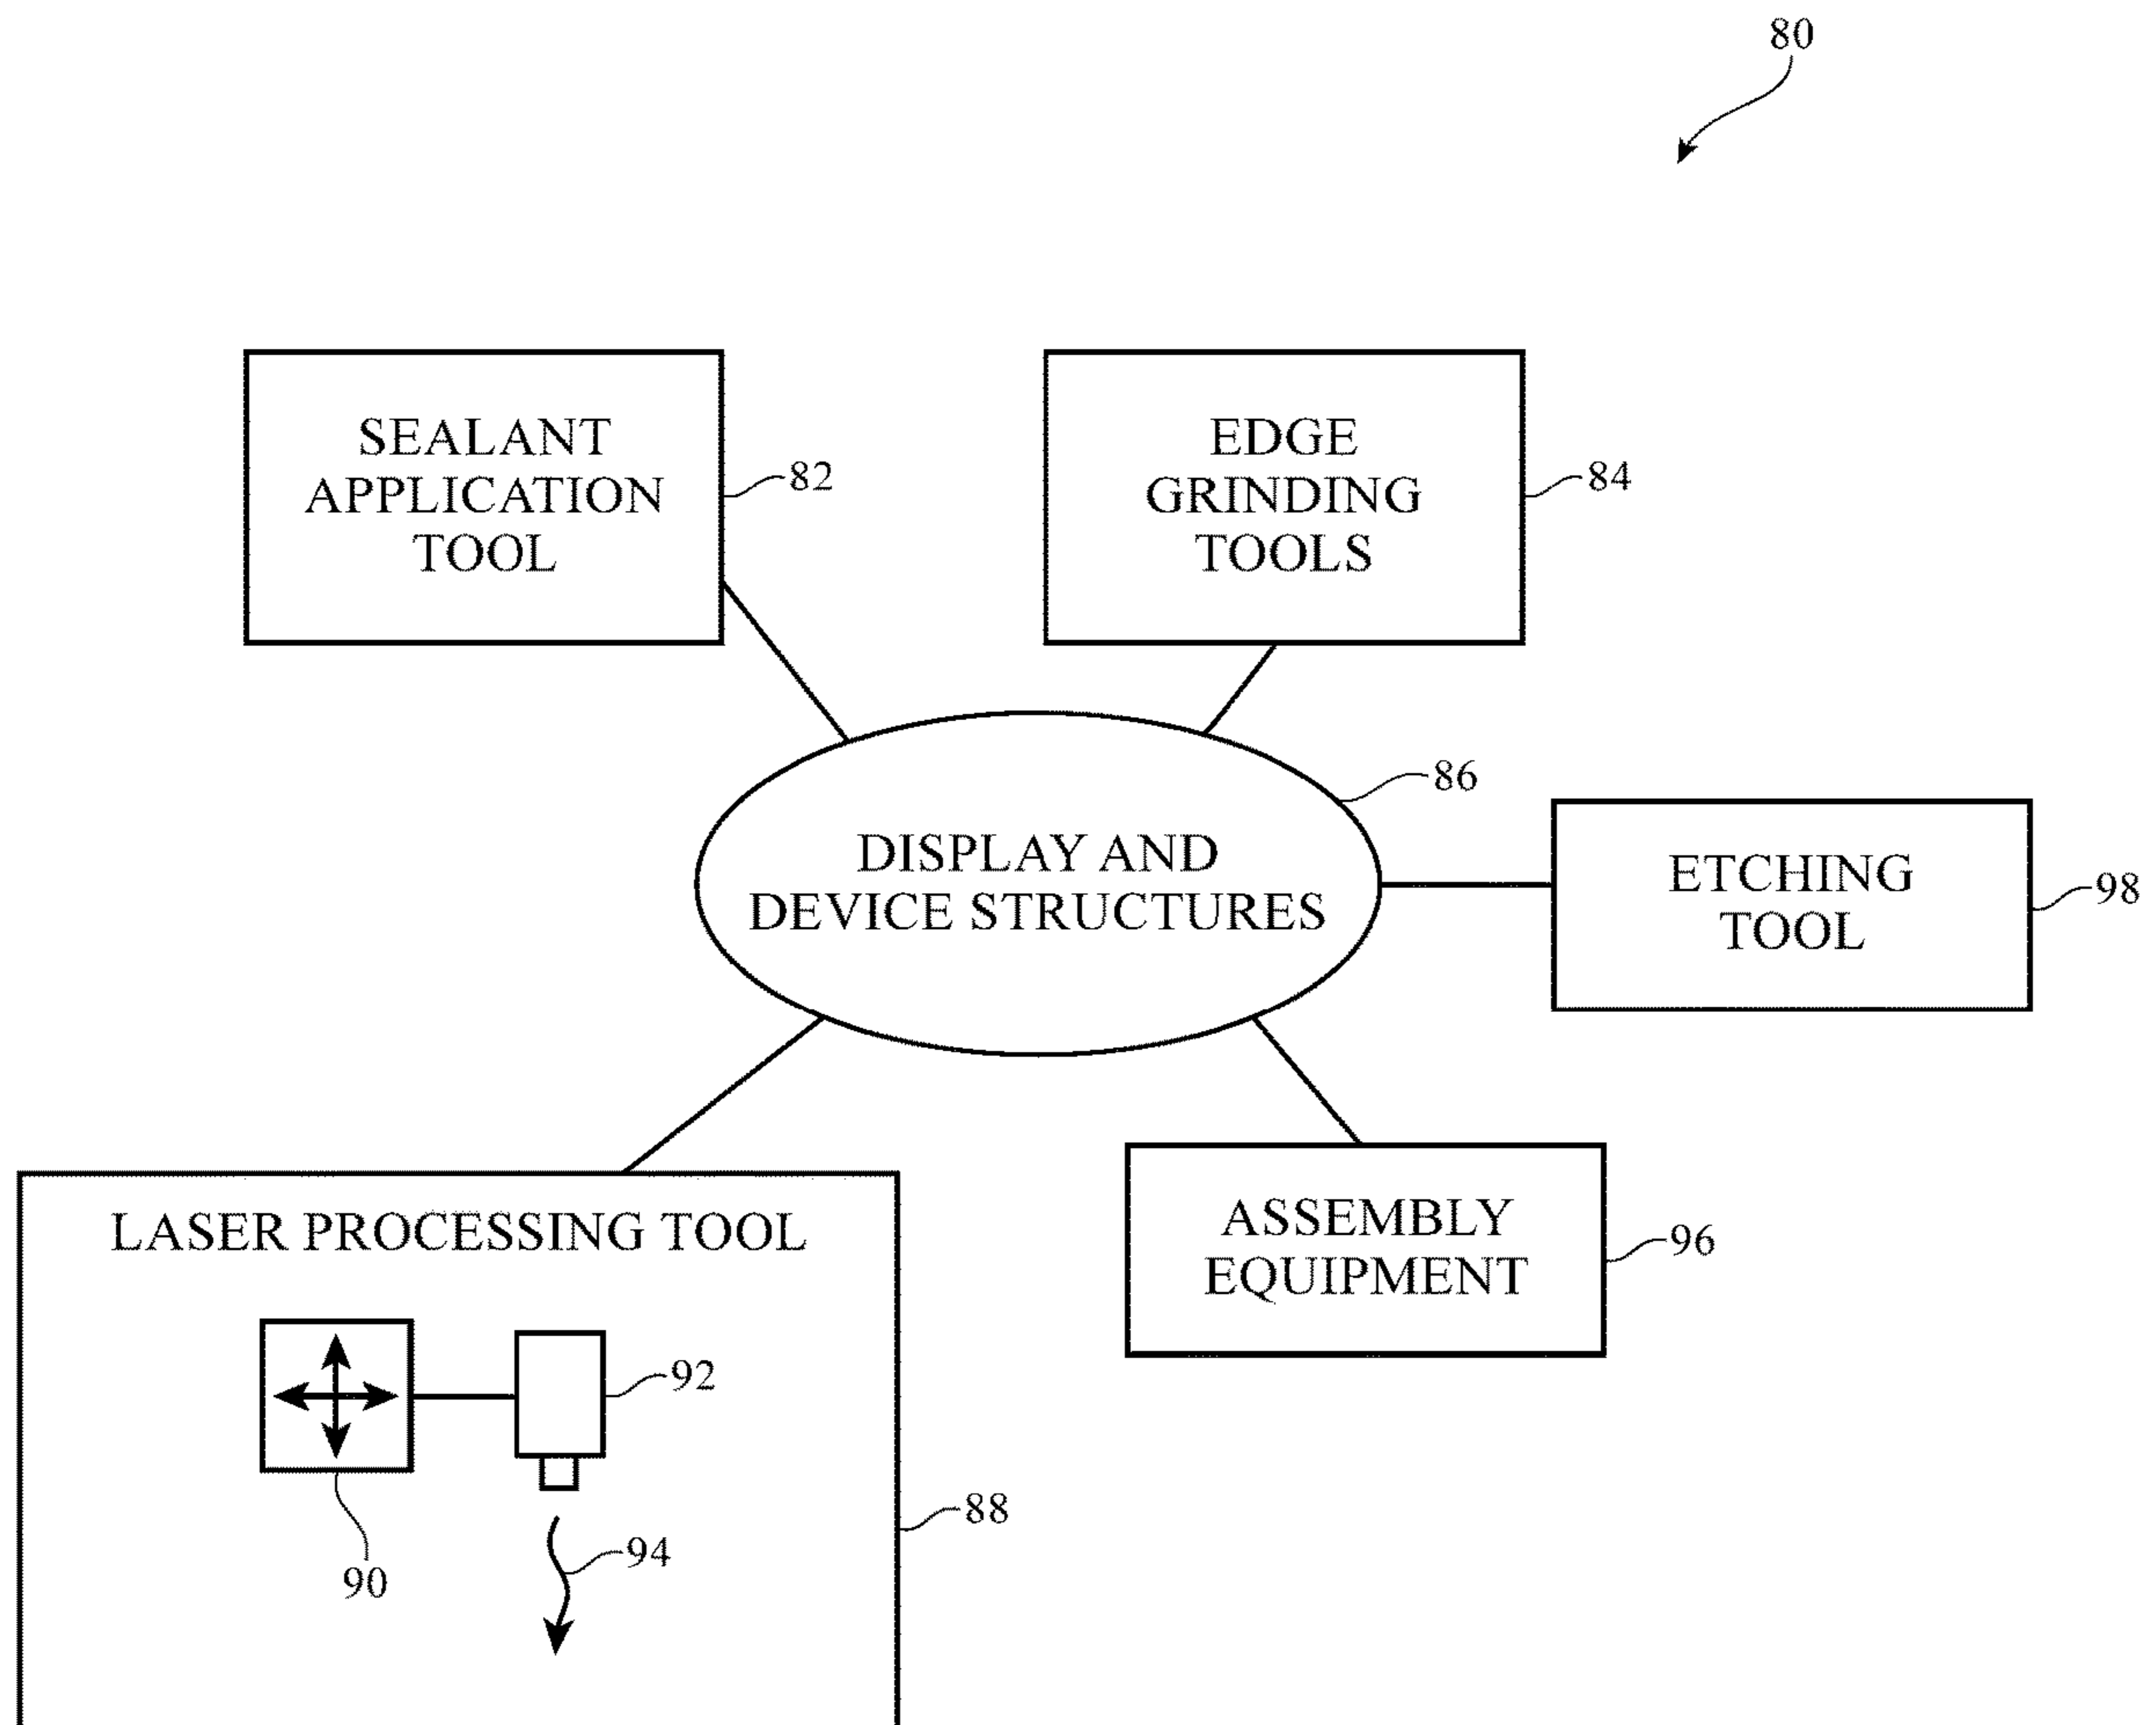 80
SEALANT
APPLICATION
TOOL
82
EDGE
GRINDING
TOOLS
84
86
DISPLAY AND
DEVICE STRUCTURES
ETCHING
TOOL
98
LASER PROCESSING TOOL
ASSEMBLY
EQUIPMENT
96
92
88
94
90